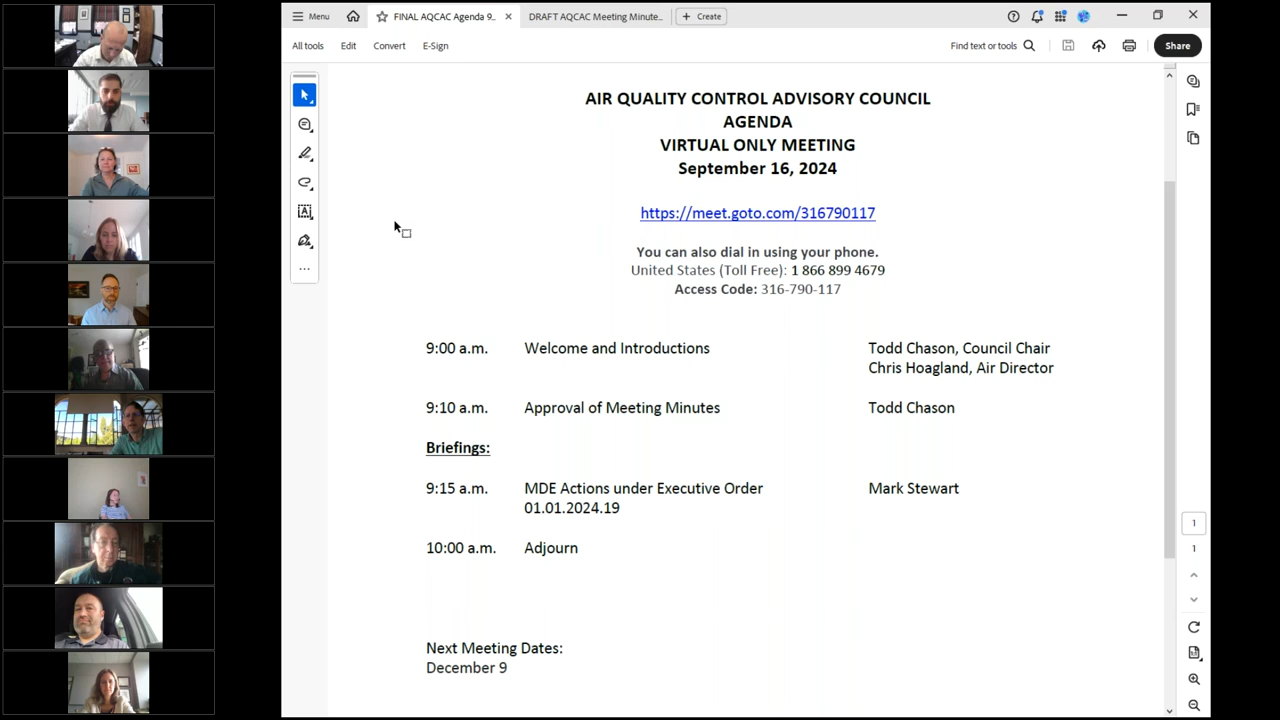 Menu
FINAL AQCAC Agenda 9...
DRAFT AQCAC Meeting Minute...
Create
All tools
Edit
Convert
E-Sign
Find text or tools
Share
AIR QUALITY CONTROL ADVISORY COUNCIL
AGENDA
VIRTUAL ONLY MEETING
September 16, 2024
https://meet.goto.com/316790117
You can also dial in using your phone.
United States (Toll Free): 1 866 899 4679
Access Code: 316-790-117
9:00 a.m. Welcome and Introductions Todd Chason, Council Chair
Chris Hoagland, Air Director
9:10 a.m. Approval of Meeting Minutes Todd Chason
Briefings:
9:15 a.m. MDE Actions under Executive Order Mark Stewart
01.01.2024.19
10:00 a.m. Adjourn
Next Meeting Dates:
December 9
1
1